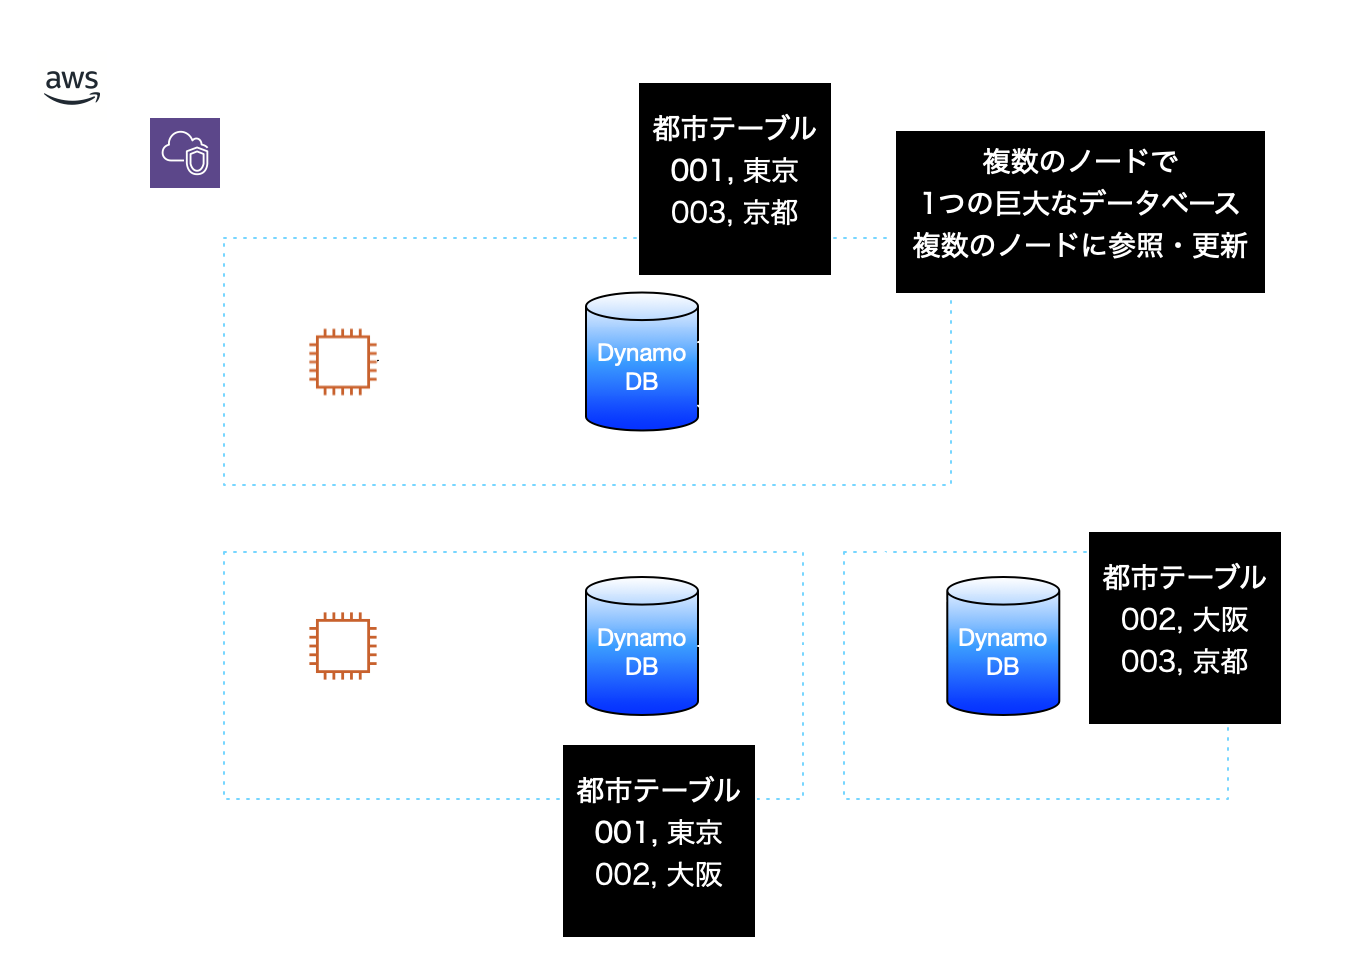 aws
都市テーブル
001, 東京
003, 京都
複数のノードで
1つの巨大なデータベース
複数のノードに参照・更新
Dynamo
DB
Dynamo
DB
Dynamo
DB
都市テーブル
002, 大阪
003, 京都
都市テーブル
001, 東京
002, 大阪